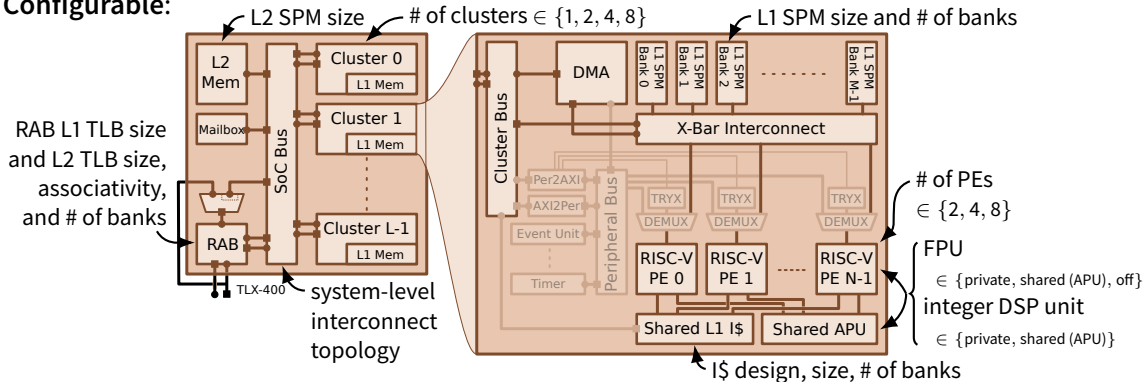 Configurable:
L2 SPM size
# of clusters ∈ {1, 2, 4, 8}
L1 SPM size and # of banks
L2
Mem
Mailbox
SoC Bus
RAB
TLX-400
Cluster 0
L1 Mem
Cluster 1
L1 Mem
Cluster L-1
L1 Mem
RAB L1 TLB size
and L2 TLB size,
associativity,
and # of banks
system-level
interconnect
topology
Cluster Bus
DMA
L1 SPM
Bank 0
L1 SPM
Bank 1
L1 SPM
Bank 2
L1 SPM
Bank M-1
X-Bar Interconnect
Per2AXI
AXI2Per
Event Unit
Timer
Peripheral Bus
TRYX
DEMUX
TRYX
DEMUX
TRYX
DEMUX
RISC-V
PE 0
RISC-V
PE 1
RISC-V
PE N-1
Shared L1 I$
Shared APU
# of PEs
∈ {2, 4, 8}
FPU
∈ {private, shared (APU), off}
integer DSP unit
∈ {private, shared (APU)}
I$ design, size, # of banks